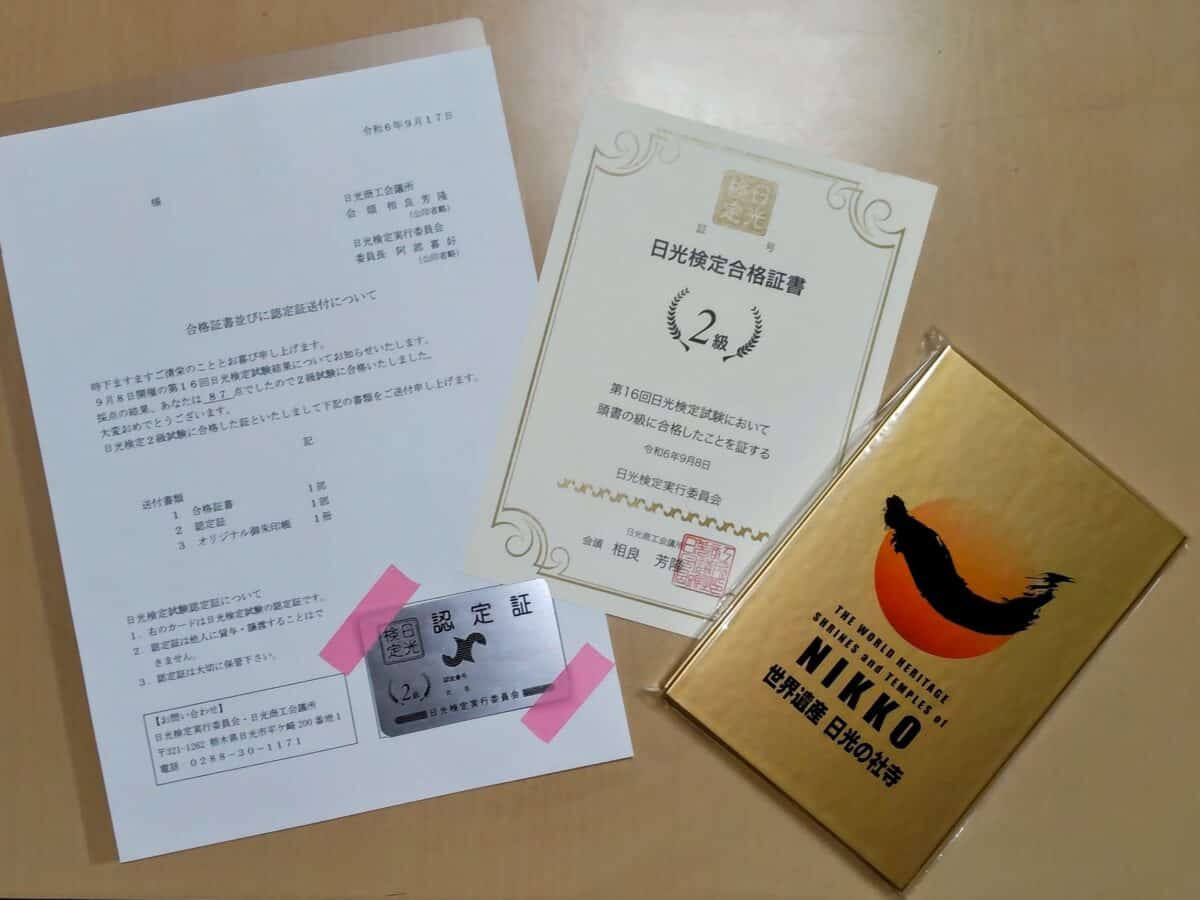 令和6年9月17日
様
日光商工会議所
会頭 相良芳隆
(公印省略)
日光検定実行委員会
委員長 阿部喜好
(公印省略)
合格証書並びに認定証送付について
時下ますますご清栄のこととお喜び申し上げます。
9月8日開催の第16回日光検定試験結果についてお知らせいたします。
採点の結果、あなたは 87 点でしたので2級試験に合格いたしました。
大変おめでとうございます。
日光検定2級試験に合格した証といたしまして下記の書類をご送付申し上げます。
記
送付書類
1 合格証書 1部
2 認定証 1部
3 オリジナル御朱印帳 1冊
日光検定試験認定証について
1．右のカードは日光検定試験の認定証です。
2．認定証は他人に貸与・譲渡することはで
きません。
3．認定証は大切に保管下さい。
【お問い合わせ】
日光検定実行委員会・日光商工会議所
〒321-1262 栃木県日光市平ケ崎200番地1
電話 0288-30-1171
日光検定
認定証
2級
認定番号
氏名
日光検定実行委員会
日光検定
証 号
日光検定合格証書
2級
第16回日光検定試験において
頭書の級に合格したことを証する
令和6年9月8日
日光検定実行委員会
日光商工会議所
会頭 相良 芳隆
THE WORLD HERITAGE
SHRINES and TEMPLES of
NIKKO
世界遺産 日光の社寺